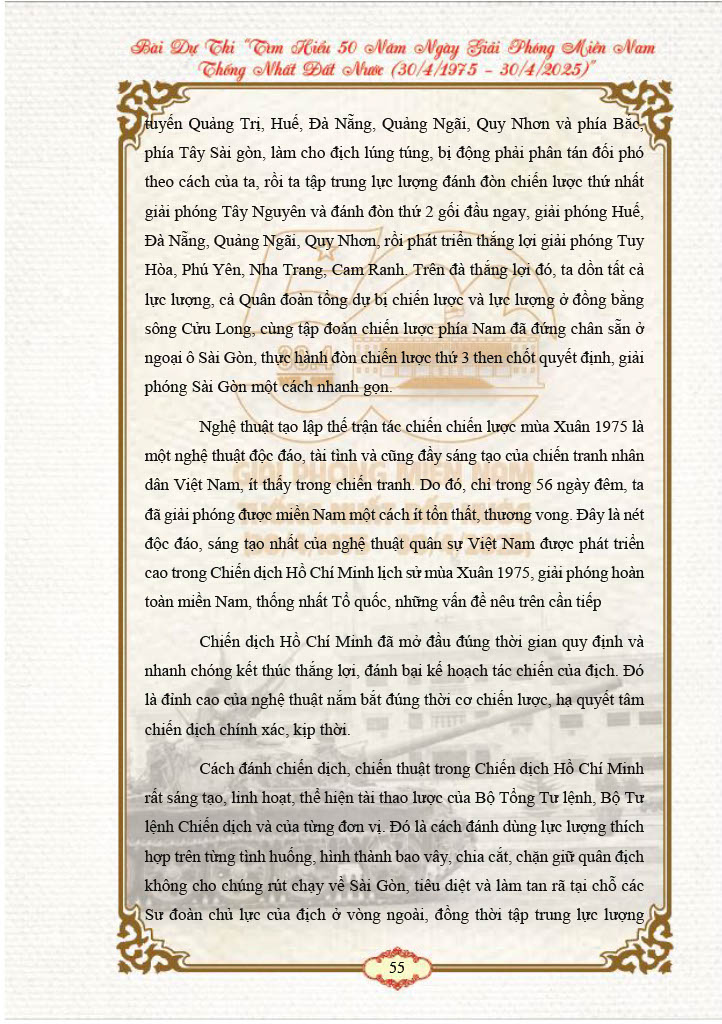 Bài Dự Thi “Tìm Hiểu 50 Năm Ngày Giải Phóng Miền Nam
Thống Nhất Đất Nước (30/4/1975 – 30/4/2025)”
tuyến Quảng Trị, Huế, Đà Nẵng, Quảng Ngãi, Quy Nhơn và phía Bắc,
phía Tây Sài gòn, làm cho địch lúng túng, bị động phải phân tán đối phó
theo cách của ta, rồi ta tập trung lực lượng đánh đòn chiến lược thứ nhất
giải phóng Tây Nguyên và đánh đòn thứ 2 gối đầu ngay, giải phóng Huế,
Đà Nẵng, Quảng Ngãi, Quy Nhơn, rồi phát triển thắng lợi giải phóng Tuy
Hòa, Phú Yên, Nha Trang, Cam Ranh. Trên đà thắng lợi đó, ta dồn tất cả
lực lượng, cả Quân đoàn tổng dự bị chiến lược và lực lượng ở đồng bằng
sông Cửu Long, cùng tập đoàn chiến lược phía Nam đã đứng chân sẵn ở
ngoại ô Sài Gòn, thực hành đòn chiến lược thứ 3 then chốt quyết định, giải
phóng Sài Gòn một cách nhanh gọn.
Nghệ thuật tạo lập thế trận tác chiến chiến lược mùa Xuân 1975 là
một nghệ thuật độc đáo, tài tình và cũng đầy sáng tạo của chiến tranh nhân
dân Việt Nam, ít thấy trong chiến tranh. Do đó, chỉ trong 56 ngày đêm, ta
đã giải phóng được miền Nam một cách ít tổn thất, thương vong. Đây là nét
độc đáo, sáng tạo nhất của nghệ thuật quân sự Việt Nam được phát triển
cao trong Chiến dịch Hồ Chí Minh lịch sử mùa Xuân 1975, giải phóng hoàn
toàn miền Nam, thống nhất Tổ quốc, những vấn đề nêu trên cần tiếp
Chiến dịch Hồ Chí Minh đã mở đầu đúng thời gian quy định và
nhanh chóng kết thúc thắng lợi, đánh bại kế hoạch tác chiến của địch. Đó
là đỉnh cao của nghệ thuật nắm bắt đúng thời cơ chiến lược, hạ quyết tâm
chiến dịch chính xác, kịp thời.
Cách đánh chiến dịch, chiến thuật trong Chiến dịch Hồ Chí Minh
rất sáng tạo, linh hoạt, thể hiện tài thao lược của Bộ Tổng Tư lệnh, Bộ Tư
lệnh Chiến dịch và của từng đơn vị. Đó là cách đánh dùng lực lượng thích
hợp trên từng tình huống, hình thành bao vây, chia cắt, chặn giữ quân địch
không cho chúng rút chạy về Sài Gòn, tiêu diệt và làm tan rã tại chỗ các
Sư đoàn chủ lực của địch ở vòng ngoài, đồng thời tập trung lực lượng
55